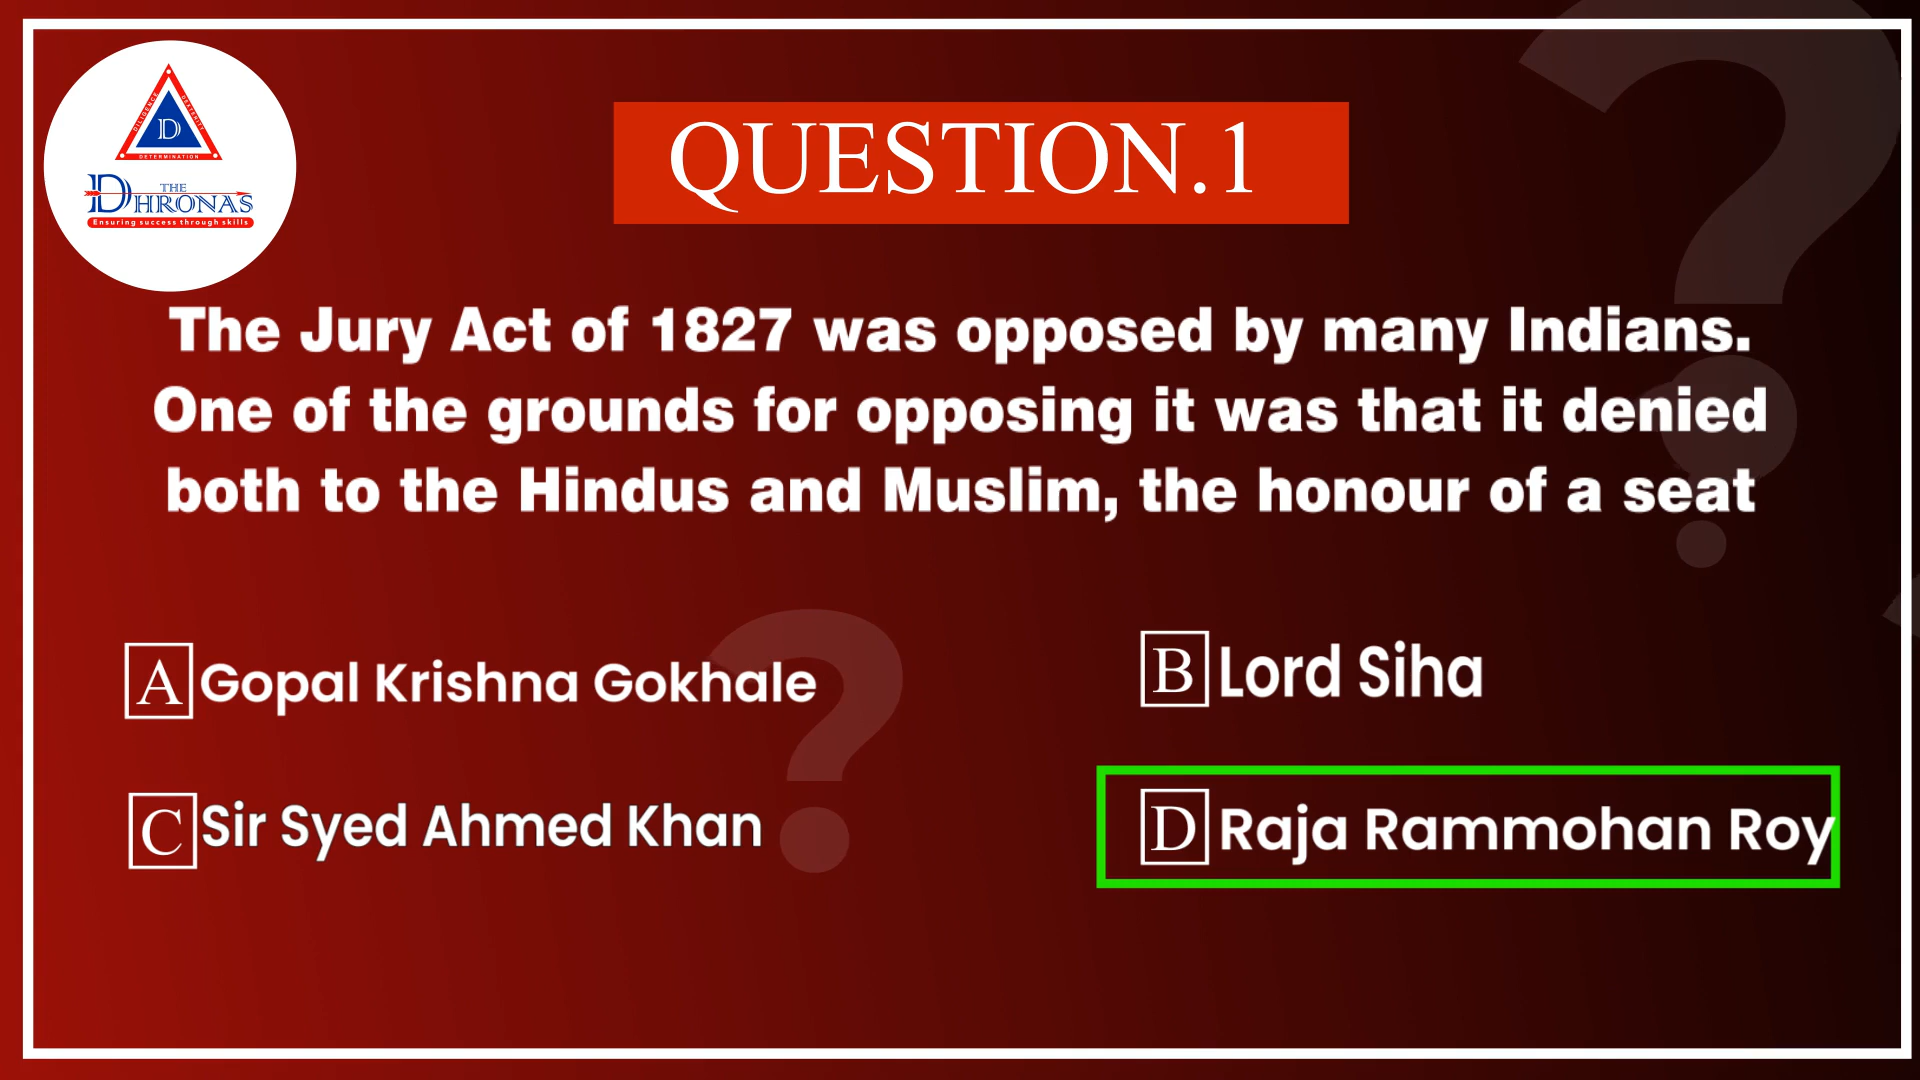 DILIGENCE
DEXTERITY
D
DETERMINATION
THE
DHRONAS
Ensuring success through skills
QUESTION.1
The Jury Act of 1827 was opposed by many Indians.
One of the grounds for opposing it was that it denied
both to the Hindus and Muslim, the honour of a seat
A Gopal Krishna Gokhale
B Lord Siha
C Sir Syed Ahmed Khan
D Raja Rammohan Roy